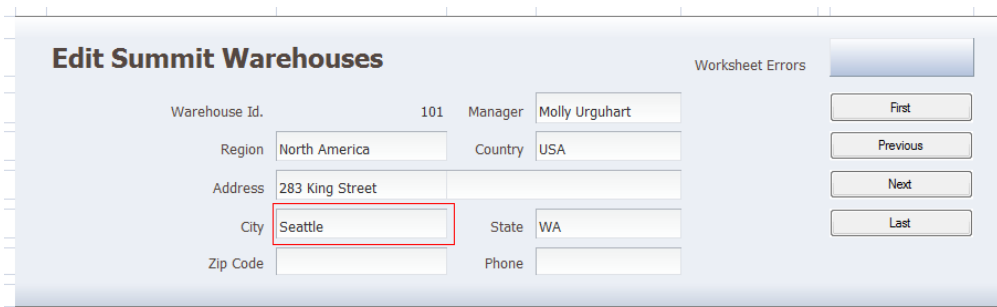 Edit Summit Warehouses
Worksheet Errors
Warehouse Id. 101 Manager Molly Urguhart First
Region North America Country USA Previous
Address 283 King Street Next
City Seattle State WA Last
Zip Code Phone